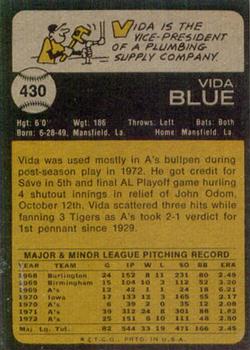 VIDA IS THE
VICE-PRESIDENT
OF A PLUMBING
SUPPLY COMPANY.
430
VIDA
BLUE
Hgt: 6'0" Wgt: 186 Throws: Left Bats: Both
Born: 6-28-49, Mansfield, La. Home: Mansfield, La.
Vida was used mostly in A's bullpen during
post-season play in 1972. He got credit for
Save in 5th and final AL Playoff game hurling
4 shutout innings in relief of John Odom,
October 12th. Vida scattered three hits while
fanning 3 Tigers as A's took 2-1 verdict for
1st pennant since 1929.
MAJOR & MINOR LEAGUE PITCHING RECORD
YEAR CLUB G IP W L SO BB ERA
1968 Burlington 24 152 8 11 231 80 2.49
1969 Birmingham 15 104 10 3 112 52 3.20
1969 A's 12 42 1 1 24 18 6.21
1970 Iowa 17 133 12 3 165 55 2.17
1970 A's 6 39 2 0 35 12 2.08
1971 A's 39 312 24 8 301 88 1.82
1972 A's 25 151 6 10 111 48 2.80
Maj. Lg. Tot. 82 544 33 19 471 166 2.45
© T.C.G. PRTD. IN U.S.A.